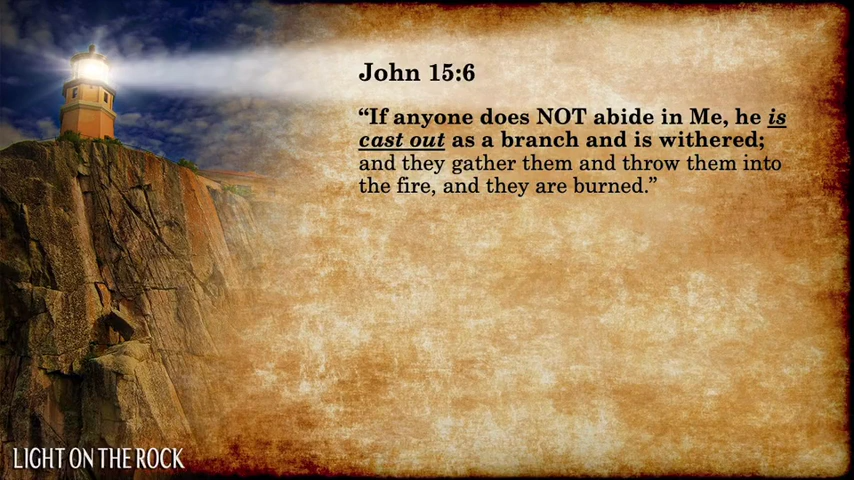 John 15:6
“If anyone does NOT abide in Me, he is
cast out as a branch and is withered;
and they gather them and throw them into
the fire, and they are burned.”
LIGHT ON THE ROCK